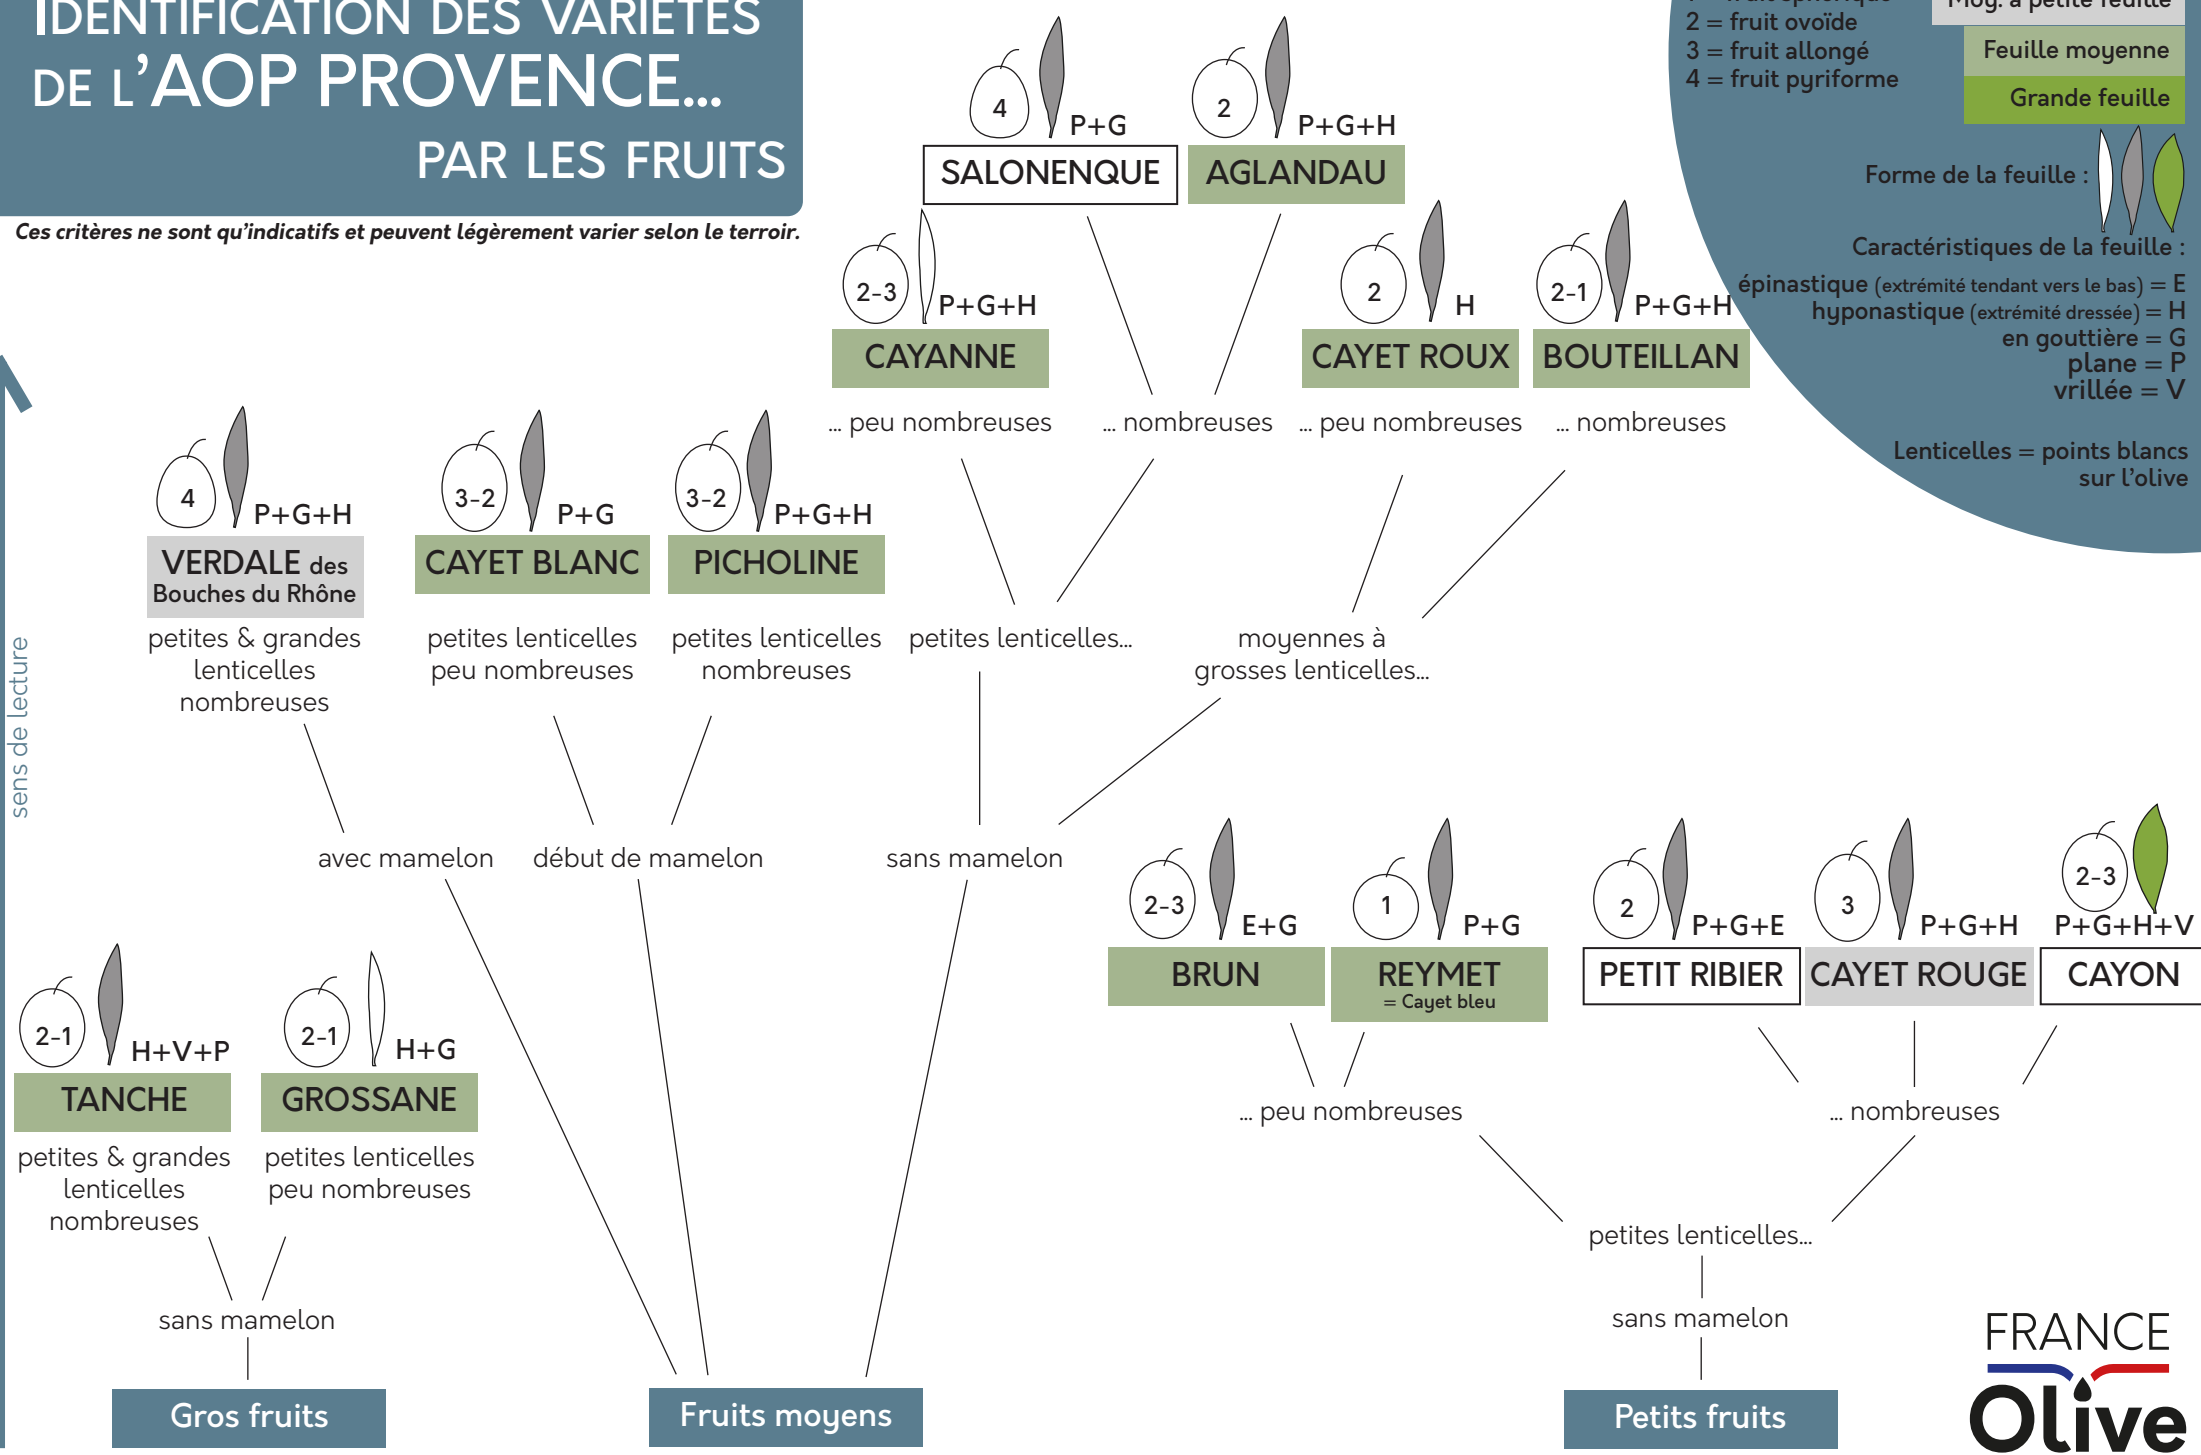 IDENTIFICATION DES VARIÉTÉS
DE L'AOP PROVENCE...
PAR LES FRUITS
Ces critères ne sont qu'indicatifs et peuvent légèrement varier selon le terroir.
2 = fruit ovoïde
3 = fruit allongé
4 = fruit pyriforme
Moy. à petite feuille
Feuille moyenne
Grande feuille
Forme de la feuille :
Caractéristiques de la feuille :
épinastique (extrémité tendant vers le bas) = E
hyponastique (extrémité dressée) = H
en gouttière = G
plane = P
vrillée = V
Lenticelles = points blancs
sur l'olive
sens de lecture
4
P+G
SALONENQUE
2
P+G+H
AGLANDAU
2-3
P+G+H
CAYANNE
... peu nombreuses
... nombreuses
2
H
CAYET ROUX
... peu nombreuses
2-1
P+G+H
BOUTEILLAN
... nombreuses
4
P+G+H
VERDALE des
Bouches du Rhône
petites & grandes
lenticelles
nombreuses
3-2
P+G
CAYET BLANC
petites lenticelles
peu nombreuses
3-2
P+G+H
PICHOLINE
petites lenticelles
nombreuses
petites lenticelles...
moyennes à
grosses lenticelles...
avec mamelon
début de mamelon
sans mamelon
2-3
E+G
BRUN
1
P+G
REYMET
= Cayet bleu
2
P+G+E
PETIT RIBIER
3
P+G+H
CAYET ROUGE
2-3
P+G+H+V
CAYON
... peu nombreuses
... nombreuses
2-1
H+V+P
TANCHE
petites & grandes
lenticelles
nombreuses
2-1
H+G
GROSSANE
petites lenticelles
peu nombreuses
petites lenticelles...
sans mamelon
sans mamelon
Gros fruits
Fruits moyens
Petits fruits
FRANCE
Olive